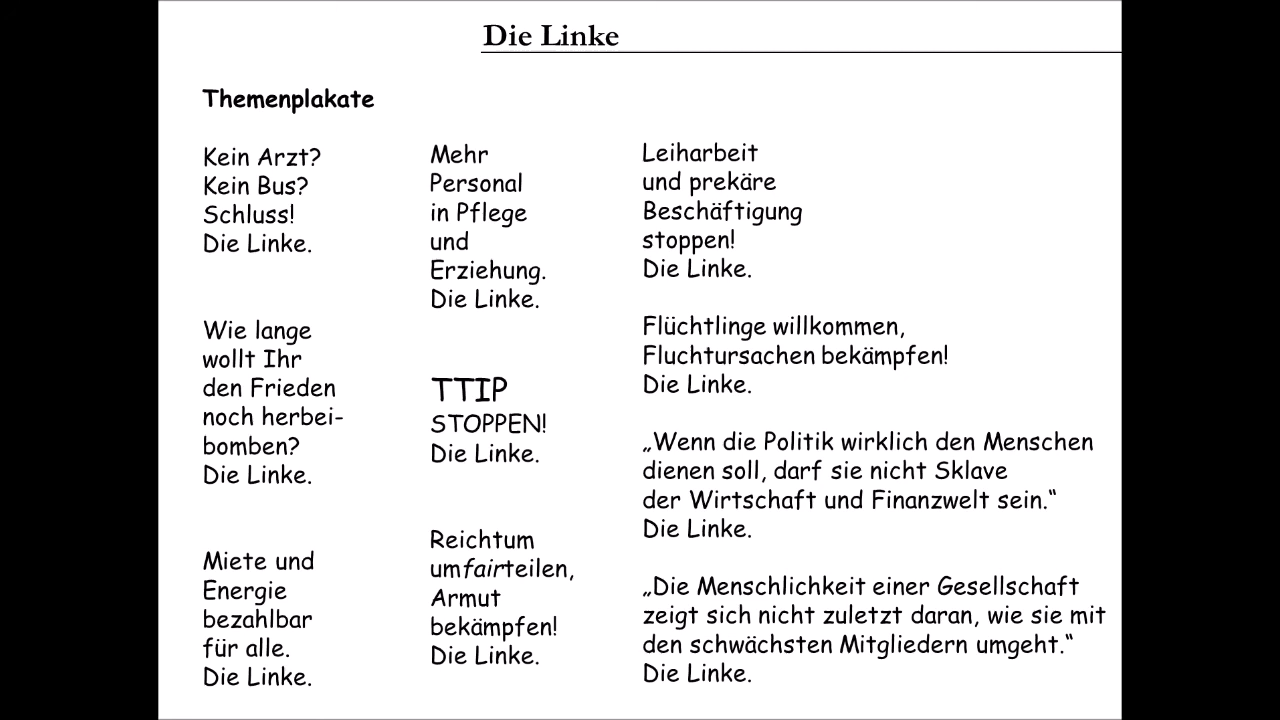 Die Linke
Themenplakate
Kein Arzt?
Kein Bus?
Schluss!
Die Linke.
Wie lange
wollt Ihr
den Frieden
noch herbei-
bomben?
Die Linke.
Miete und
Energie
bezahlbar
für alle.
Die Linke.
Mehr
Personal
in Pflege
und
Erziehung.
Die Linke.
TTIP
STOPPEN!
Die Linke.
Reichtum
umfairteilen,
Armut
bekämpfen!
Die Linke.
Leiharbeit
und prekäre
Beschäftigung
stoppen!
Die Linke.
Flüchtlinge willkommen,
Fluchtursachen bekämpfen!
Die Linke.
„Wenn die Politik wirklich den Menschen
dienen soll, darf sie nicht Sklave
der Wirtschaft und Finanzwelt sein.“
Die Linke.
„Die Menschlichkeit einer Gesellschaft
zeigt sich nicht zuletzt daran, wie sie mit
den schwächsten Mitgliedern umgeht.“
Die Linke.